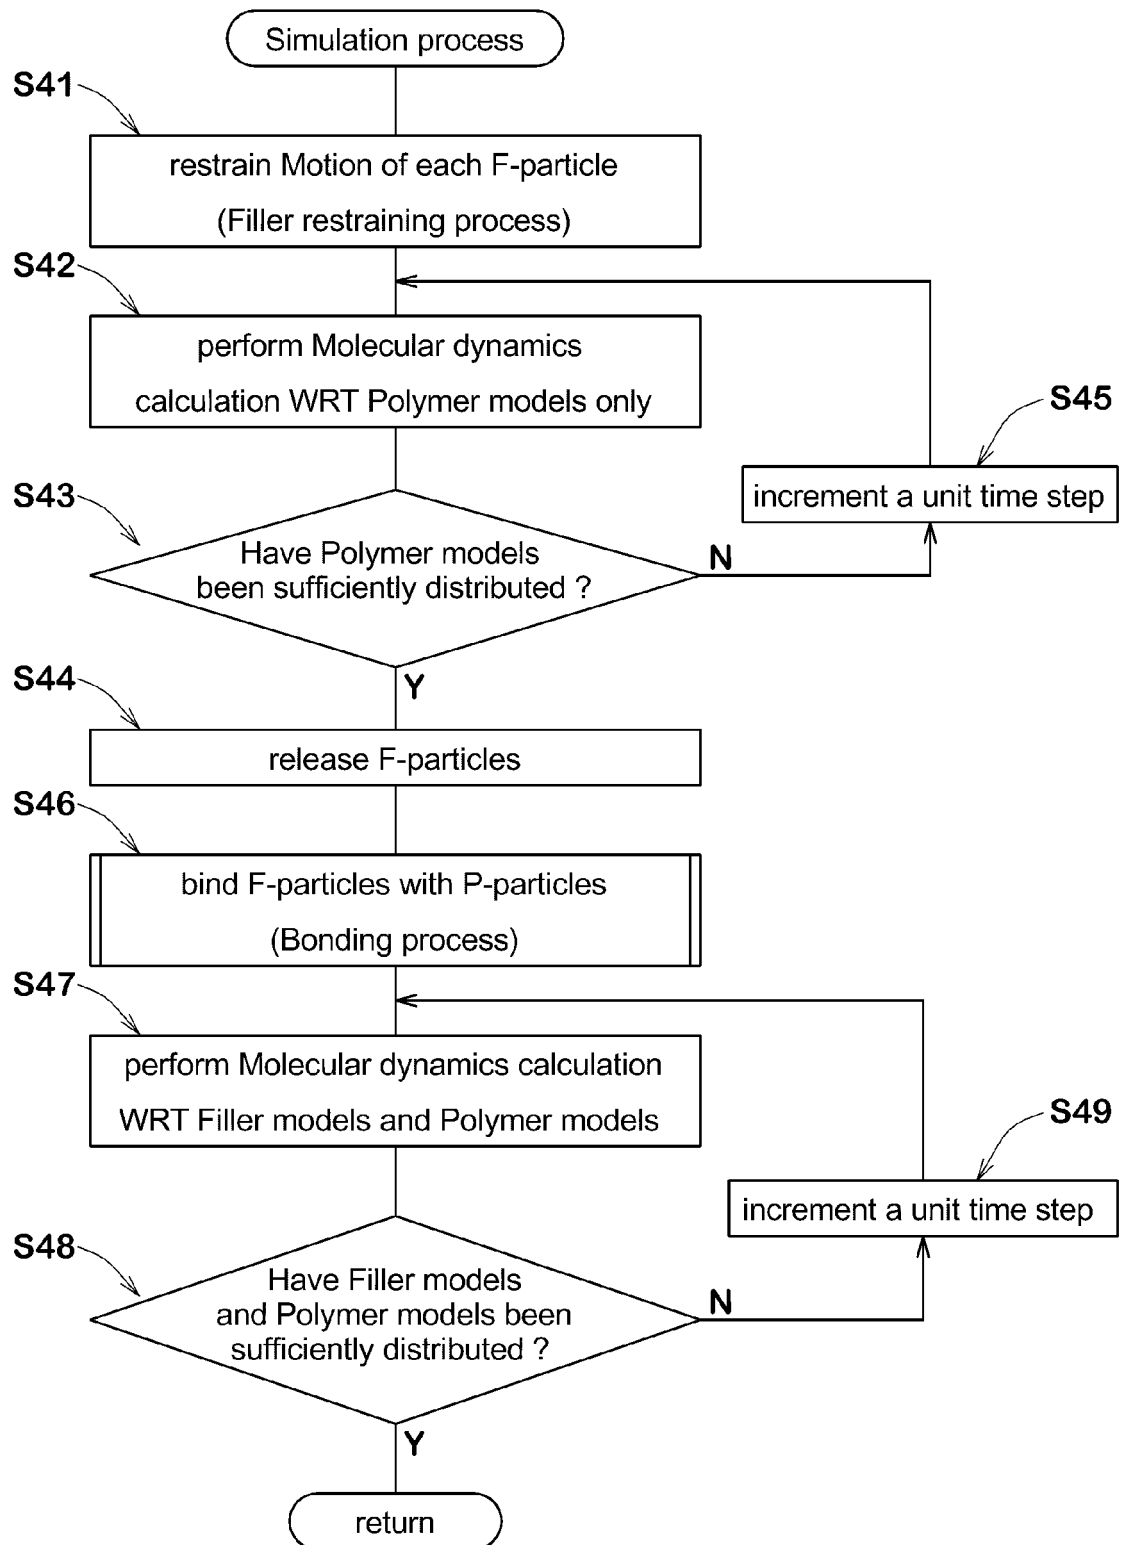 Simulation process
S41
restrain Motion of each F-particle
(Filler restraining process)
S42
perform Molecular dynamics
calculation WRT Polymer models only
S45
increment a unit time step
S43
Have Polymer models
been sufficiently distributed ?
N
Y
S44
release F-particles
S46
bind F-particles with P-particles
(Bonding process)
S47
perform Molecular dynamics calculation
WRT Filler models and Polymer models
S49
increment a unit time step
S48
Have Filler models
and Polymer models been
sufficiently distributed ?
N
Y
return